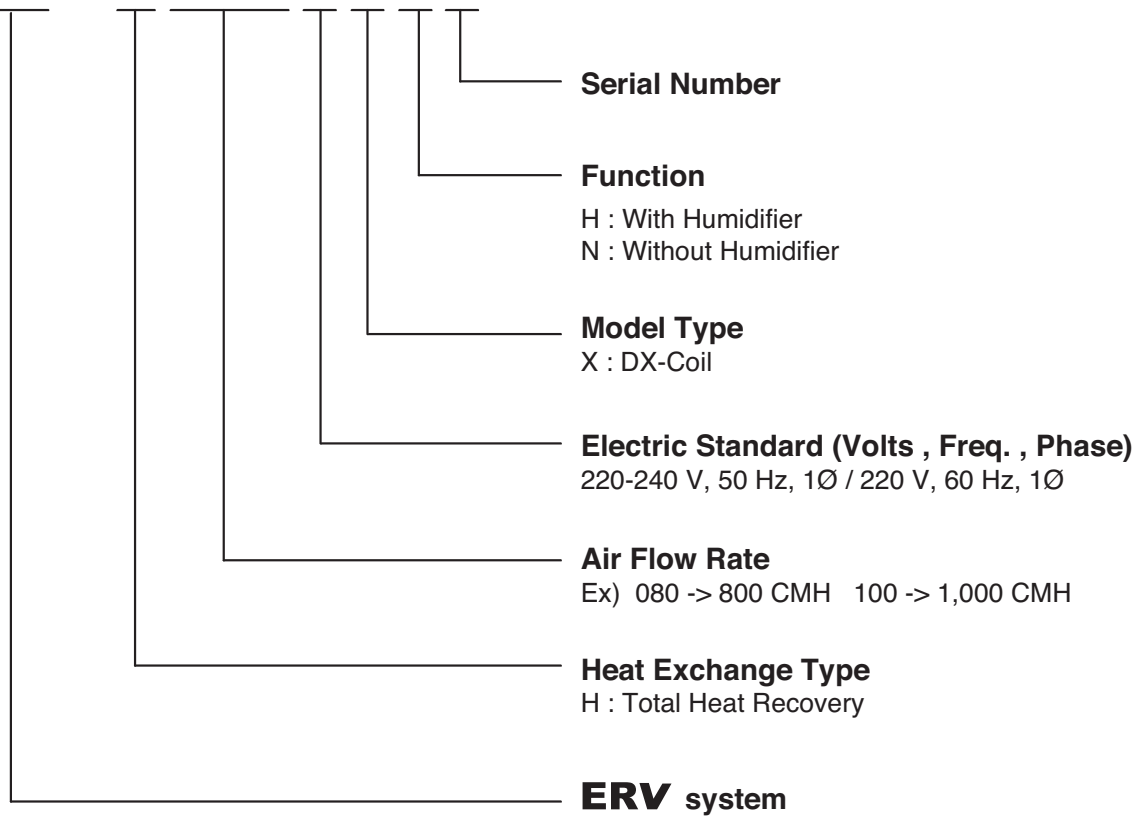 Serial Number
Function
H : With Humidifier
N : Without Humidifier
Model Type
X : DX-Coil
Electric Standard (Volts , Freq. , Phase)
220-240 V, 50 Hz, 1Ø / 220 V, 60 Hz, 1Ø
Air Flow Rate
Ex) 080 -> 800 CMH 100 -> 1,000 CMH
Heat Exchange Type
H : Total Heat Recovery
ERV system